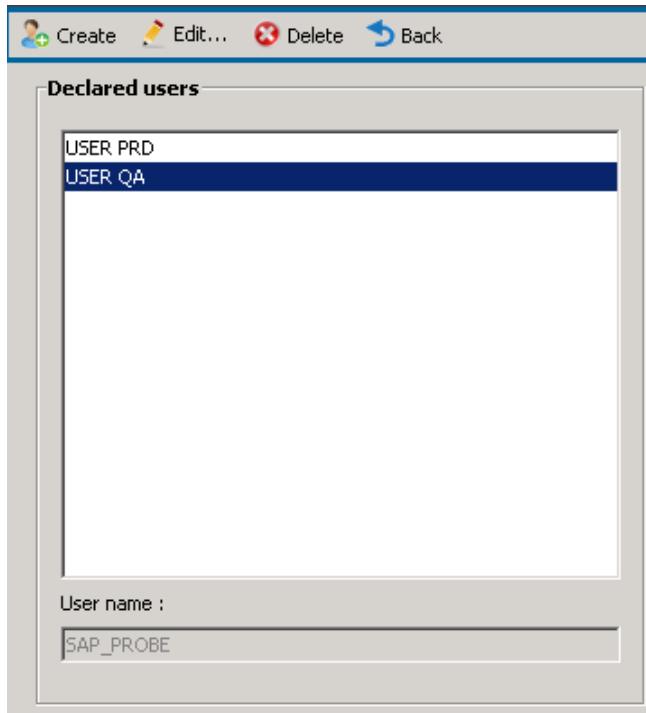 Create Edit... Delete Back
Declared users
USER PRD
USER QA
User name :
SAP_PROBE